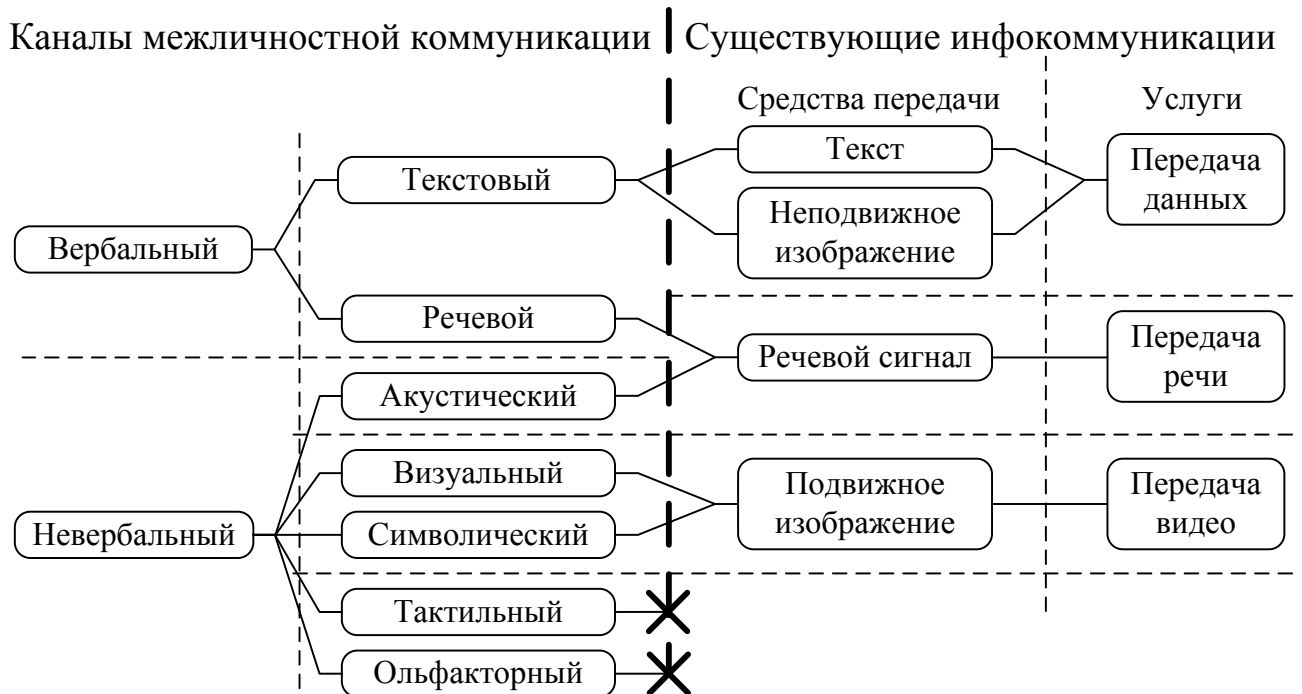 Каналы межличностной коммуникации
Существующие инфокоммуникации
Средства передачи
Услуги
Вербальный
Текстовый
Текст
Неподвижное
изображение
Передача
данных
Речевой
Речевой сигнал
Передача
речи
Акустический
Невербальный
Визуальный
Символический
Подвижное
изображение
Передача
видео
Тактильный
Ольфакторный